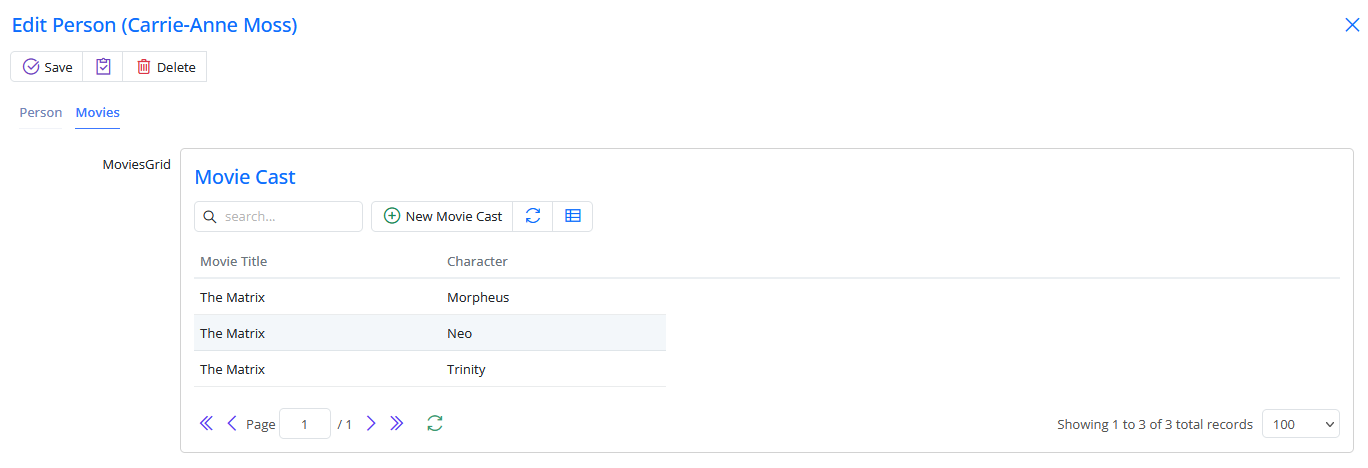 Edit Person (Carrie-Anne Moss)
Save Delete
Person Movies
MoviesGrid
Movie Cast
search... New Movie Cast
Movie Title Character
The Matrix Morpheus
The Matrix Neo
The Matrix Trinity
Page 1 / 1 Showing 1 to 3 of 3 total records 100